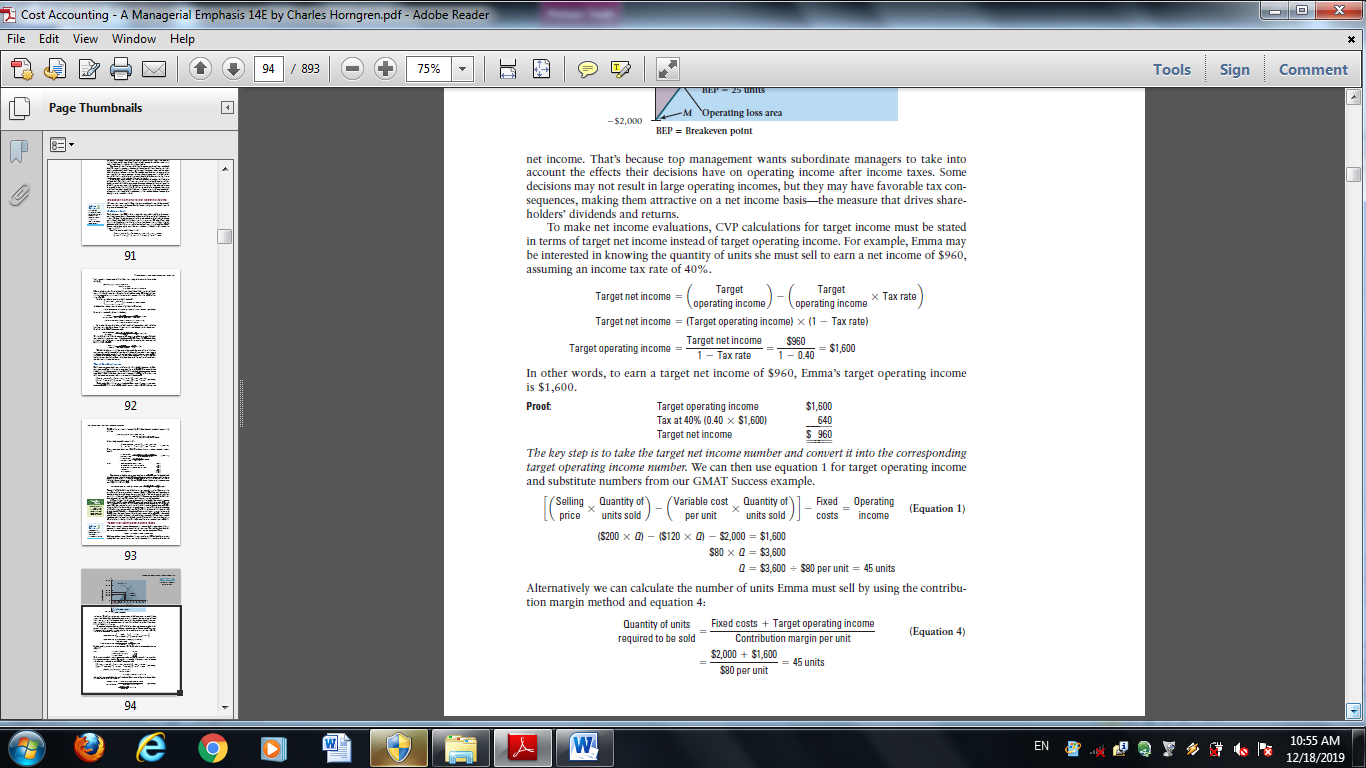 Cost Accounting - A Managerial Emphasis 14E by Charles Horngren.pdf - Adobe Reader
File Edit View Window Help
94 / 893 75% Tools Sign Comment
Page Thumbnails
91
92
93
94
BEP = 25 units
M Operating loss area
−$2,000
BEP = Breakeven point
net income. That's because top management wants subordinate managers to take into
account the effects their decisions have on operating income after income taxes. Some
decisions may not result in large operating incomes, but they may have favorable tax con-
sequences, making them attractive on a net income basis—the measure that drives share-
holders' dividends and returns.
To make net income evaluations, CVP calculations for target income must be stated
in terms of target net income instead of target operating income. For example, Emma may
be interested in knowing the quantity of units she must sell to earn a net income of $960,
assuming an income tax rate of 40%.
Target net income = (Target operating income) − (Target operating income × Tax rate)
Target net income = (Target operating income) × (1 − Tax rate)
Target operating income = Target net income / 1 − Tax rate = $960 / 1 − 0.40 = $1,600
In other words, to earn a target net income of $960, Emma's target operating income
is $1,600.
Proof: Target operating income $1,600
Tax at 40% (0.40 × $1,600) 640
Target net income $ 960
The key step is to take the target net income number and convert it into the corresponding
target operating income number. We can then use equation 1 for target operating income
and substitute numbers from our GMAT Success example.
[(Selling price × Quantity of units sold) − (Variable cost per unit × Quantity of units sold)] − Fixed costs = Operating income (Equation 1)
($200 × Q) − ($120 × Q) − $2,000 = $1,600
$80 × Q = $3,600
Q = $3,600 ÷ $80 per unit = 45 units
Alternatively we can calculate the number of units Emma must sell by using the contribu-
tion margin method and equation 4:
Quantity of units required to be sold = Fixed costs + Target operating income / Contribution margin per unit (Equation 4)
= $2,000 + $1,600 / $80 per unit = 45 units
EN
10:55 AM
12/18/2019